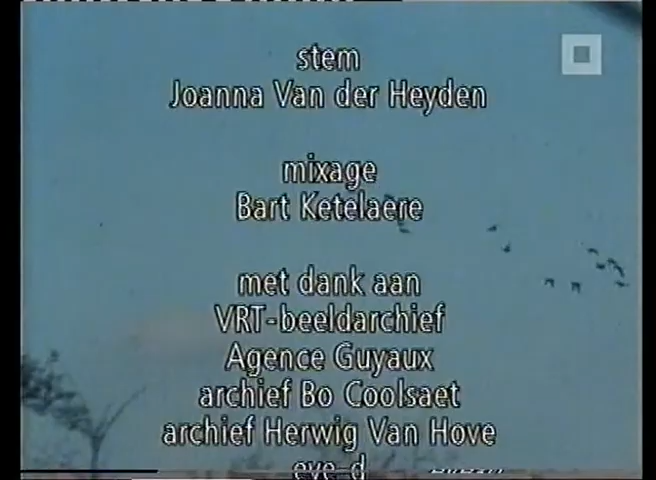 stem
Joanna Van der Heyden
mixage
Bart Ketelaere
met dank aan
VRT-beeldarchief
Agence Guyaux
archief Bo Coolsaet
archief Herwig Van Hove